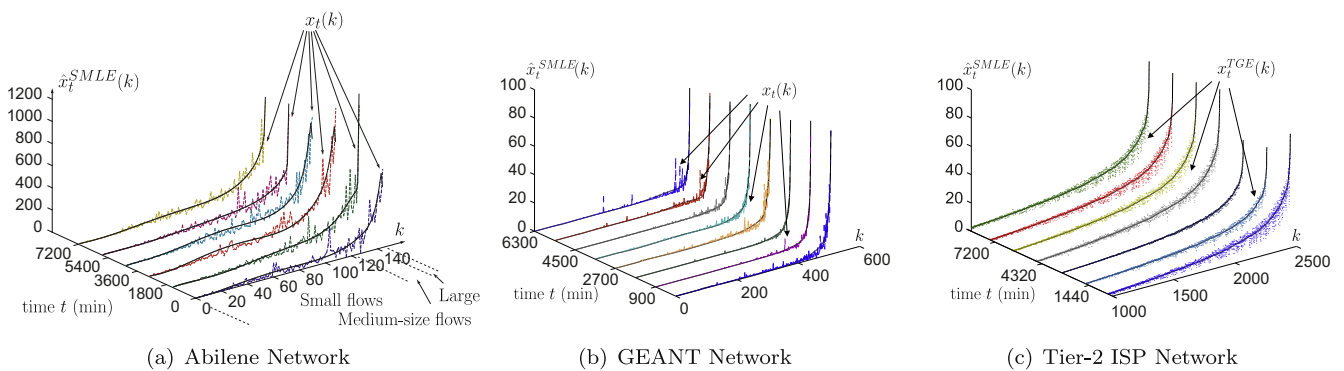 x_t(k)
x̂_t^{SMLE}(k)
1200
1000
800
600
400
200
0
7200
5400
3600
1800
0
time t (min)
0
20
40
60
80
100
120
140
k
Small flows
Medium-size flows
Large
(a) Abilene Network
x̂_t^{SMLE}(k)
x_t(k)
100
80
60
40
20
0
6300
4500
2700
900
time t (min)
0
200
400
600
k
(b) GEANT Network
x̂_t^{SMLE}(k)
x_t^{TGE}(k)
100
80
60
40
20
0
7200
4320
1440
time t (min)
1000
1500
2000
2500
k
(c) Tier-2 ISP Network